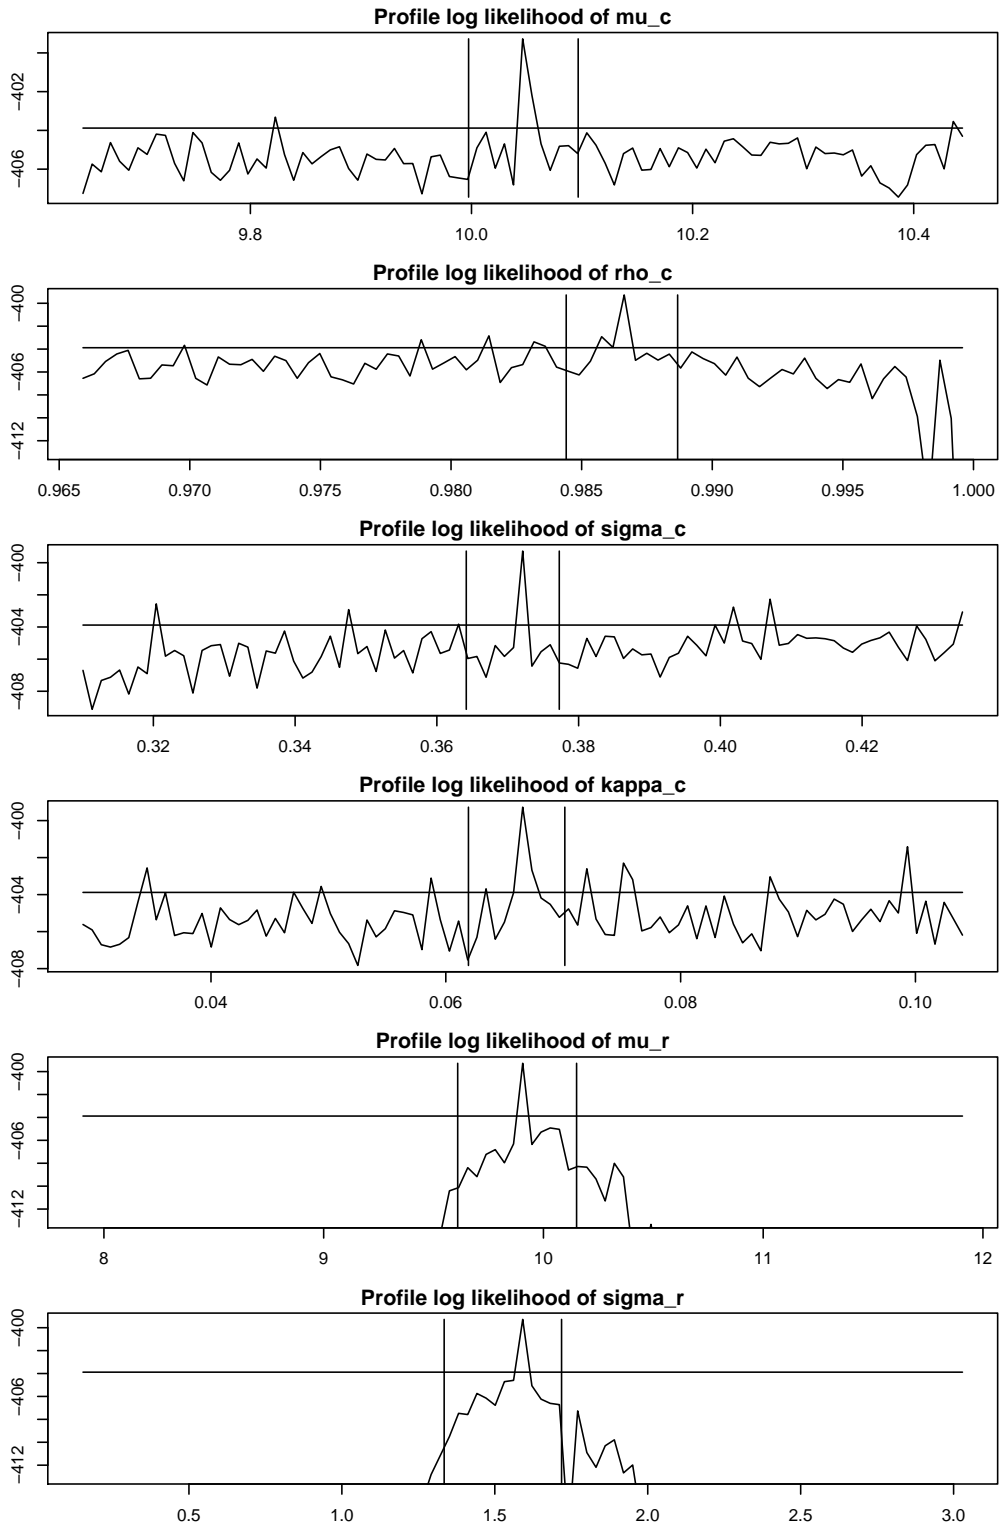 Profile log likelihood of mu_c
−402
−406
9.8 10.0 10.2 10.4
Profile log likelihood of rho_c
−400
−406
−412
0.965 0.970 0.975 0.980 0.985 0.990 0.995 1.000
Profile log likelihood of sigma_c
−400
−404
−408
0.32 0.34 0.36 0.38 0.40 0.42
Profile log likelihood of kappa_c
−400
−404
−408
0.04 0.06 0.08 0.10
Profile log likelihood of mu_r
−400
−406
−412
8 9 10 11 12
Profile log likelihood of sigma_r
−400
−406
−412
0.5 1.0 1.5 2.0 2.5 3.0